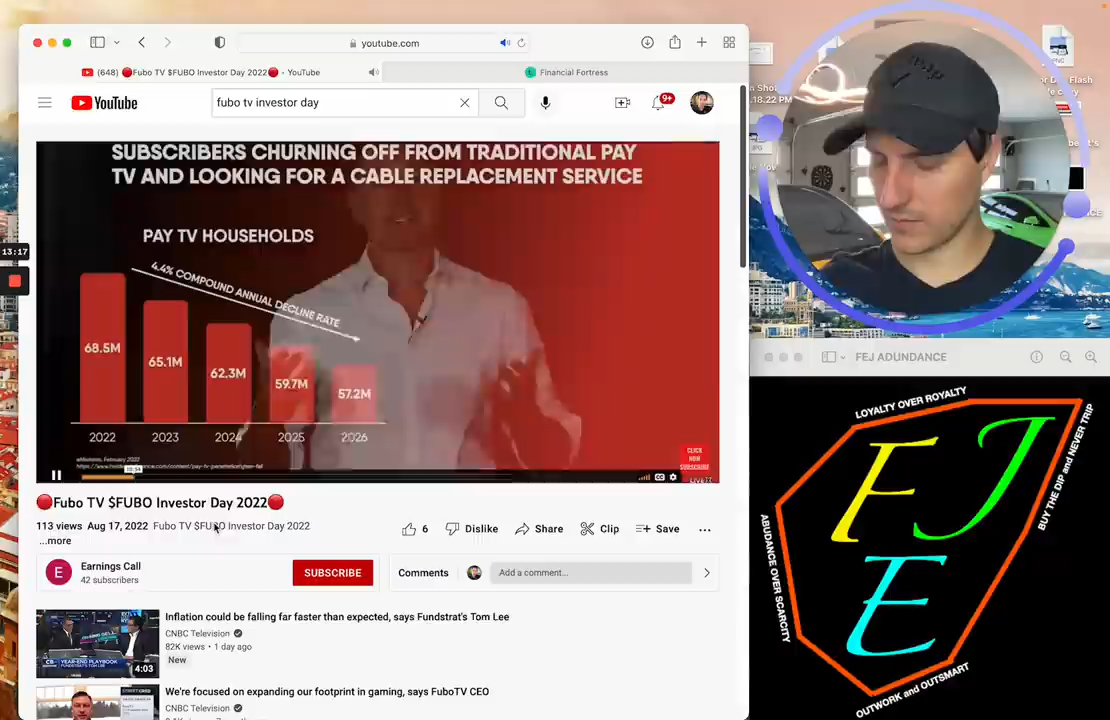 youtube.com
(648) 🔴Fubo TV $FUBO Investor Day 2022🔴 - YouTube
Financial Fortress
YouTube
fubo tv investor day
9+
SUBSCRIBERS CHURNING OFF FROM TRADITIONAL PAY
TV AND LOOKING FOR A CABLE REPLACEMENT SERVICE
PAY TV HOUSEHOLDS
4.4% COMPOUND ANNUAL DECLINE RATE
68.5M
65.1M
62.3M
59.7M
57.2M
2022
2023
2024
2025
2026
13:17
CLICK
NOW
SUBSCRIBE
🔴Fubo TV $FUBO Investor Day 2022🔴
113 views Aug 17, 2022 Fubo TV $FUBO Investor Day 2022
...more
6
Dislike
Share
Clip
Save
E
Earnings Call
42 subscribers
SUBSCRIBE
Comments
Add a comment...
Inflation could be falling far faster than expected, says Fundstrat's Tom Lee
CNBC Television
82K views • 1 day ago
New
4:03
We're focused on expanding our footprint in gaming, says FuboTV CEO
CNBC Television
FEJ ADUNDANCE
LOYALTY OVER ROYALTY
BUY THE DIP and NEVER TRIP
ABUDANCE OVER SCARCITY
OUTWORK and OUTSMART
F
J
E